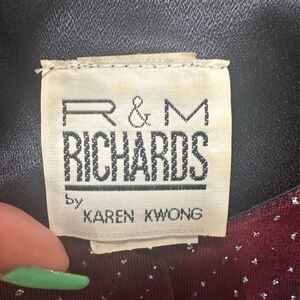 R & M
RICHARDS
by
KAREN KWONG